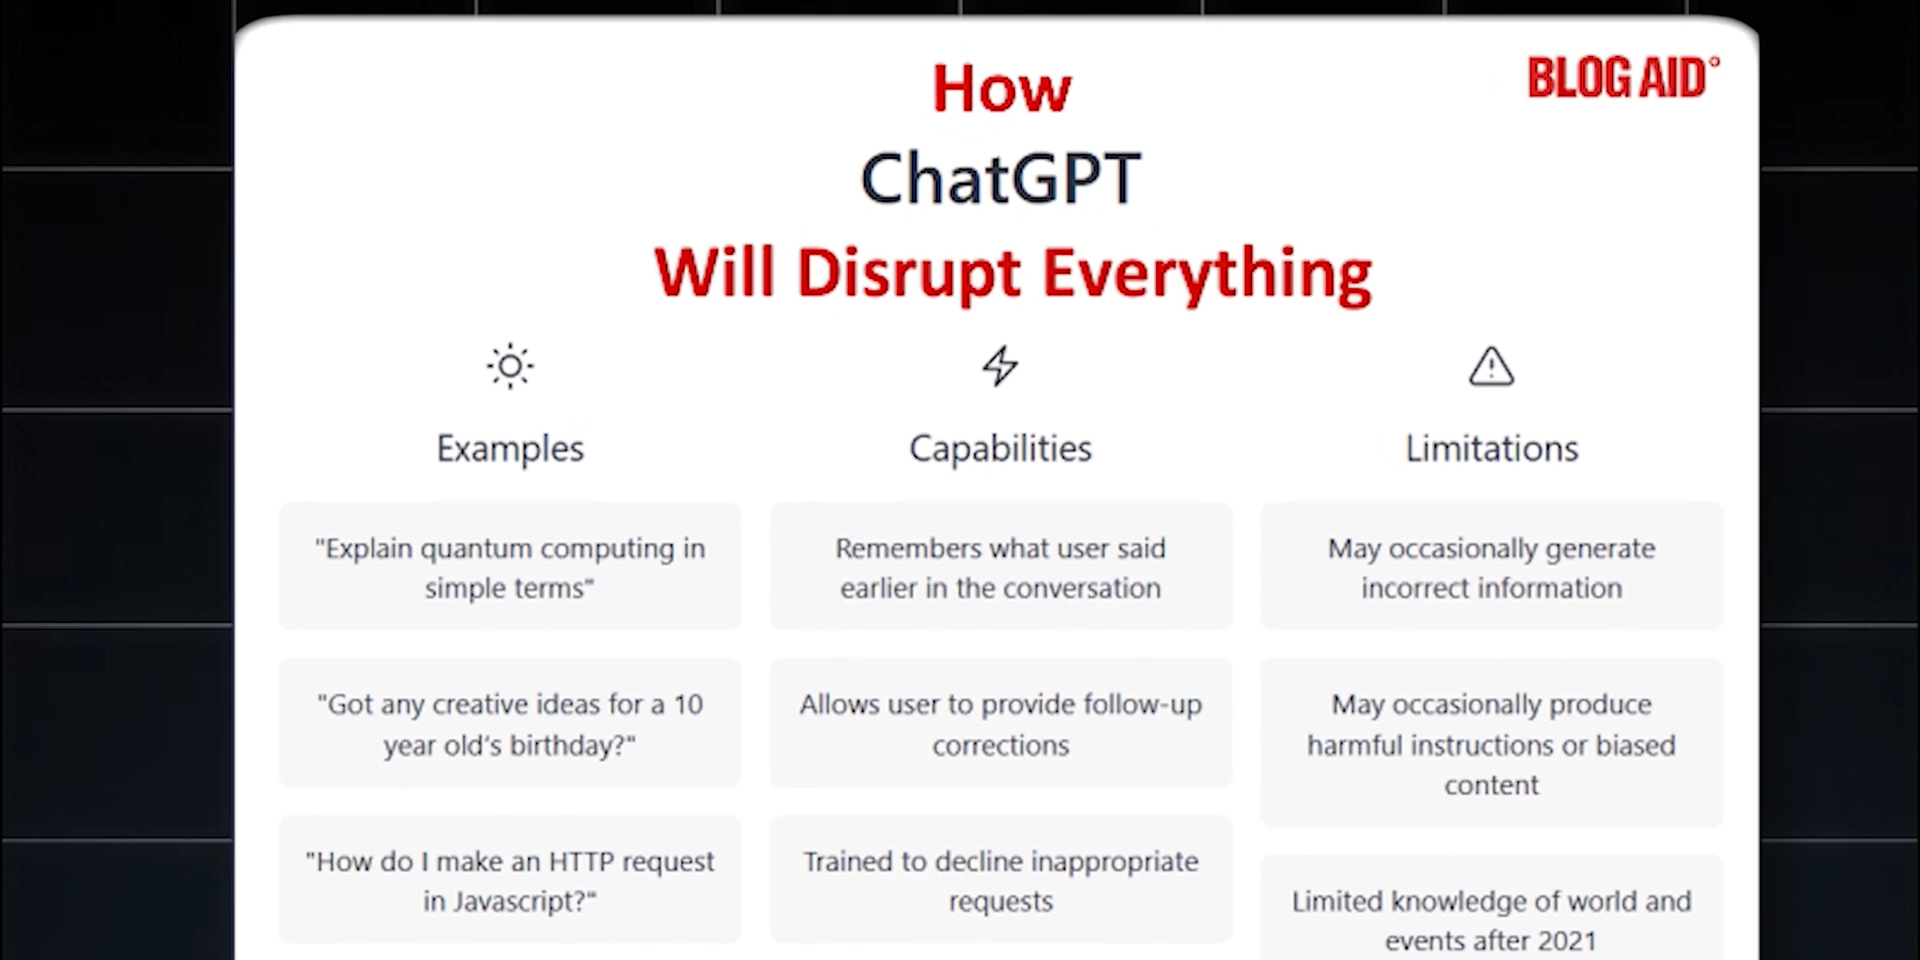 How
BLOG AID°
ChatGPT
Will Disrupt Everything
Examples
"Explain quantum computing in
simple terms"
"Got any creative ideas for a 10
year old's birthday?"
"How do I make an HTTP request
in Javascript?"
Capabilities
Remembers what user said
earlier in the conversation
Allows user to provide follow-up
corrections
Trained to decline inappropriate
requests
Limitations
May occasionally generate
incorrect information
May occasionally produce
harmful instructions or biased
content
Limited knowledge of world and
events after 2021